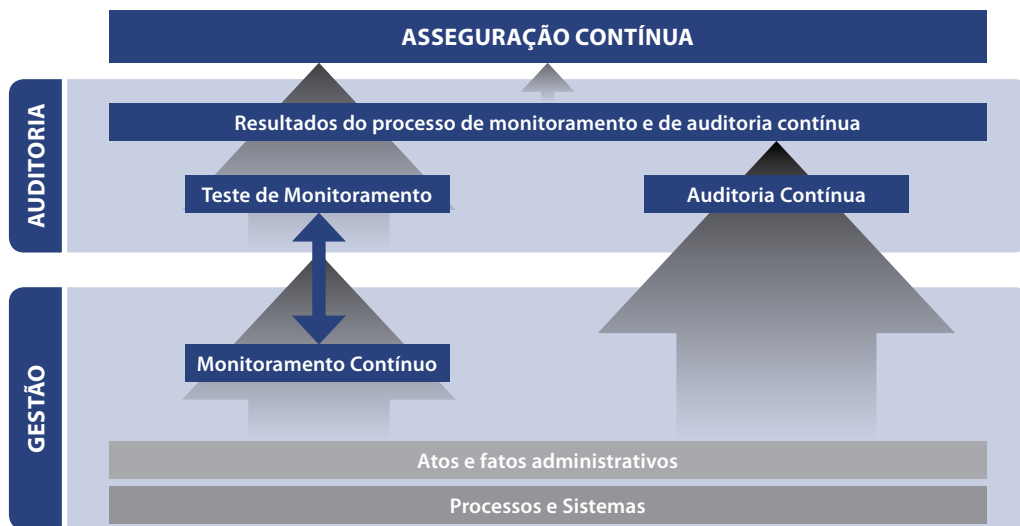 ASSEGURAÇÃO CONTÍNUA
AUDITORIA
Resultados do processo de monitoramento e de auditoria contínua
Teste de Monitoramento
Auditoria Contínua
GESTÃO
Monitoramento Contínuo
Atos e fatos administrativos
Processos e Sistemas